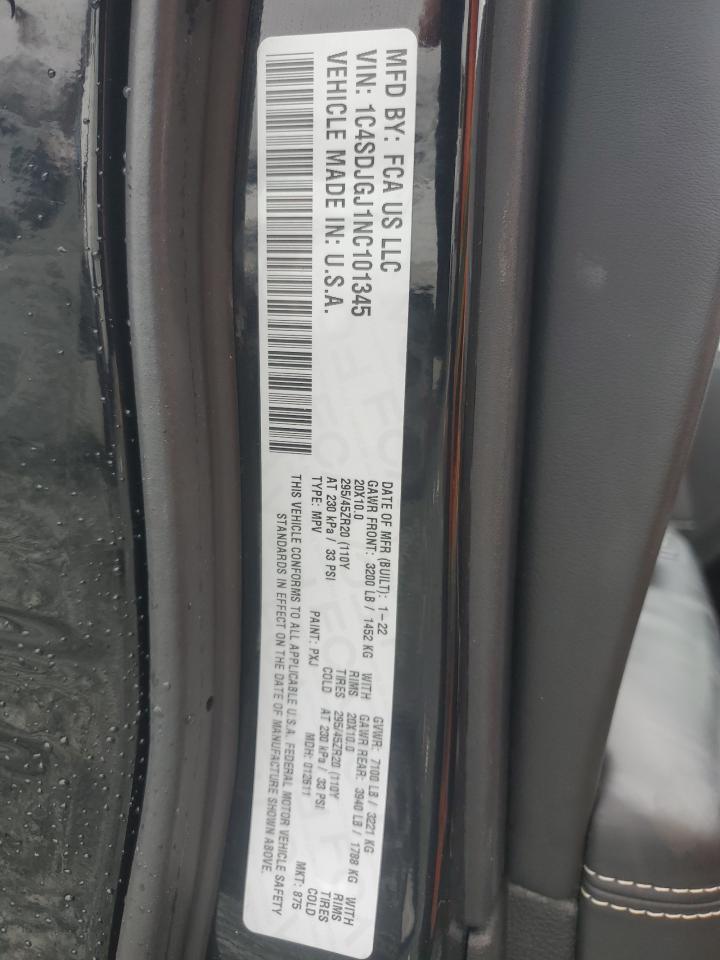 MFD BY: FCA US LLC
VIN: 1C4SDJGJ1NC101345
VEHICLE MADE IN: U.S.A.
DATE OF MFR (BUILT): 1-22 GVWR: 7100 LB / 3221 KG
GAWR FRONT: 3200 LB / 1452 KG WITH GAWR REAR: 3940 LB / 1788 KG WITH
20X10.0 RIMS 20X10.0 RIMS
295/45ZR20 (110Y TIRES 295/45ZR20 (110Y TIRES
AT 230 kPa / 33 PSI COLD AT 230 kPa / 33 PSI COLD
TYPE: MPV PAINT: PXJ MDH: 012611 MKT: 875
THIS VEHICLE CONFORMS TO ALL APPLICABLE U.S.A. FEDERAL MOTOR VEHICLE SAFETY
STANDARDS IN EFFECT ON THE DATE OF MANUFACTURE SHOWN ABOVE.